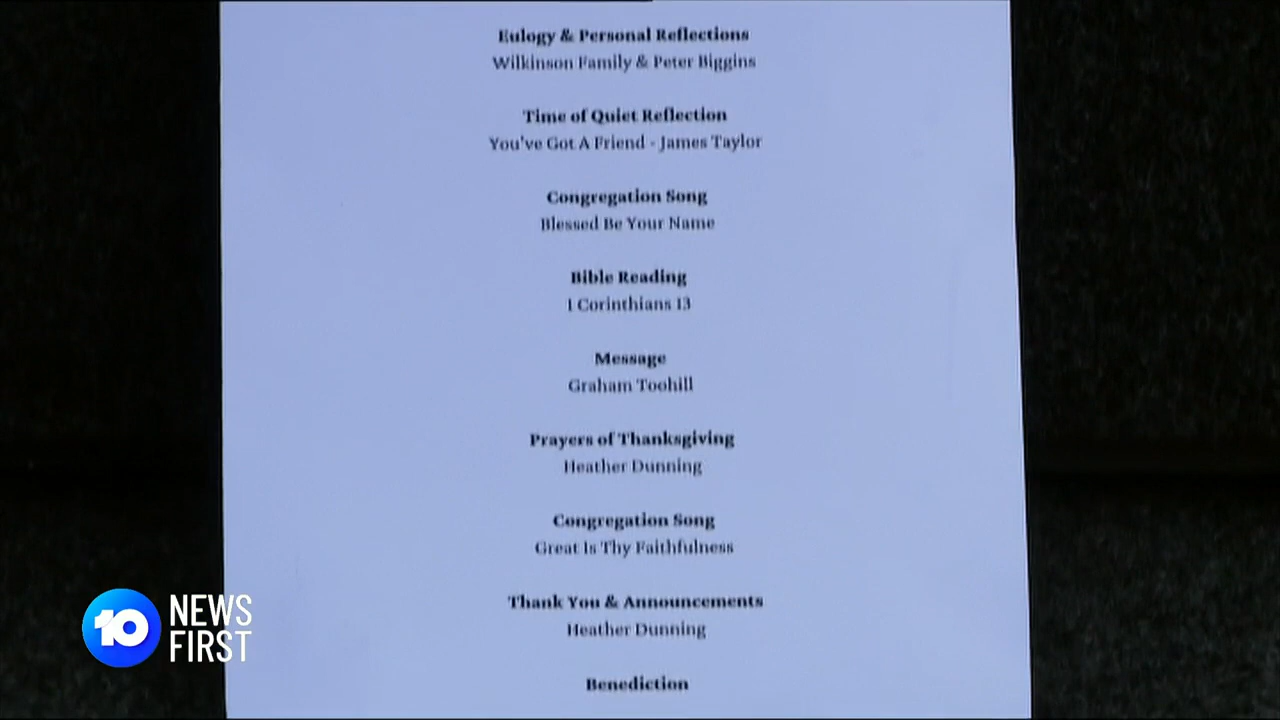 Eulogy & Personal Reflections
Wilkinson Family & Peter Biggins
Time of Quiet Reflection
You've Got A Friend - James Taylor
Congregation Song
Blessed Be Your Name
Bible Reading
1 Corinthians 13
Message
Graham Toohill
Prayers of Thanksgiving
Heather Dunning
Congregation Song
Great Is Thy Faithfulness
Thank You & Announcements
Heather Dunning
Benediction
10 NEWS
FIRST